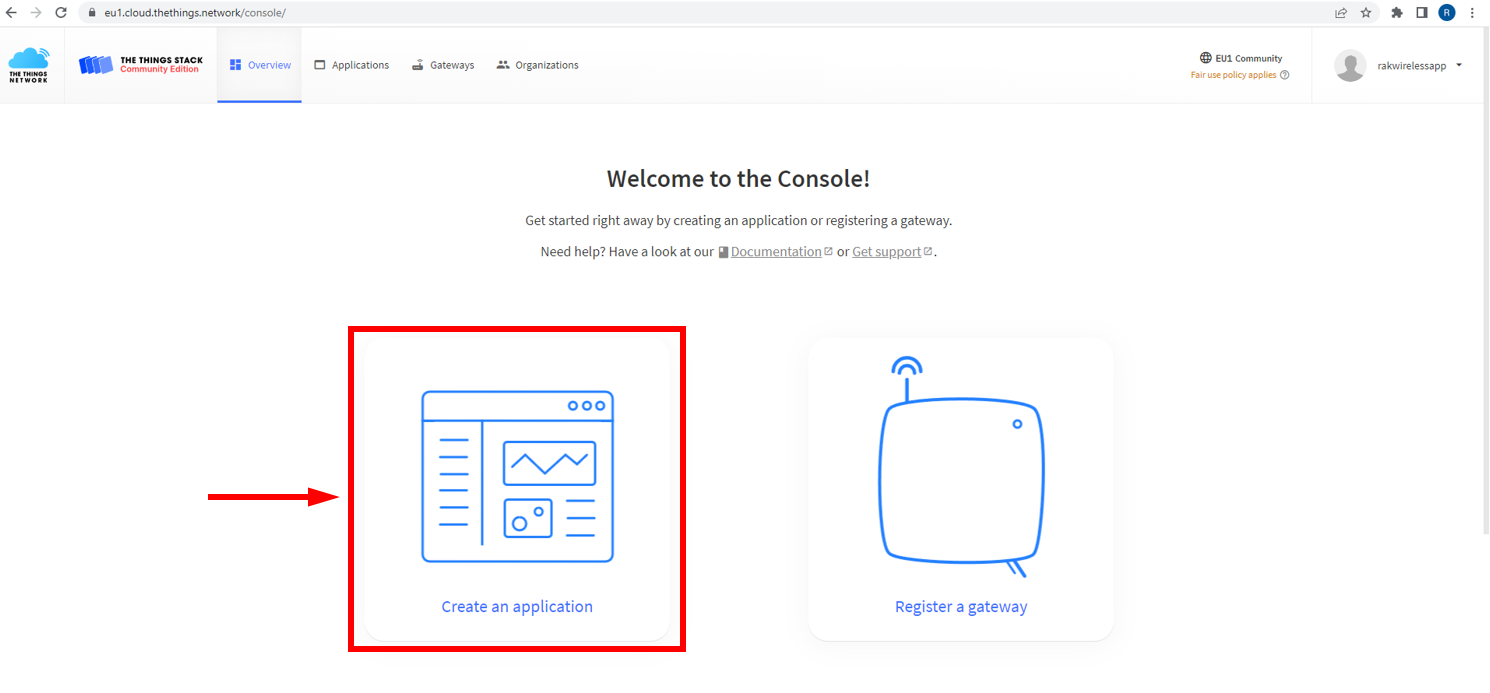 eu1.cloud.thethings.network/console/
R
THE THINGS
NETWORK
THE THINGS STACK
Community Edition
Overview
Applications
Gateways
Organizations
EU1 Community
Fair use policy applies
rakwirelessapp
Welcome to the Console!
Get started right away by creating an application or registering a gateway.
Need help? Have a look at our Documentation or Get support.
Create an application
Register a gateway